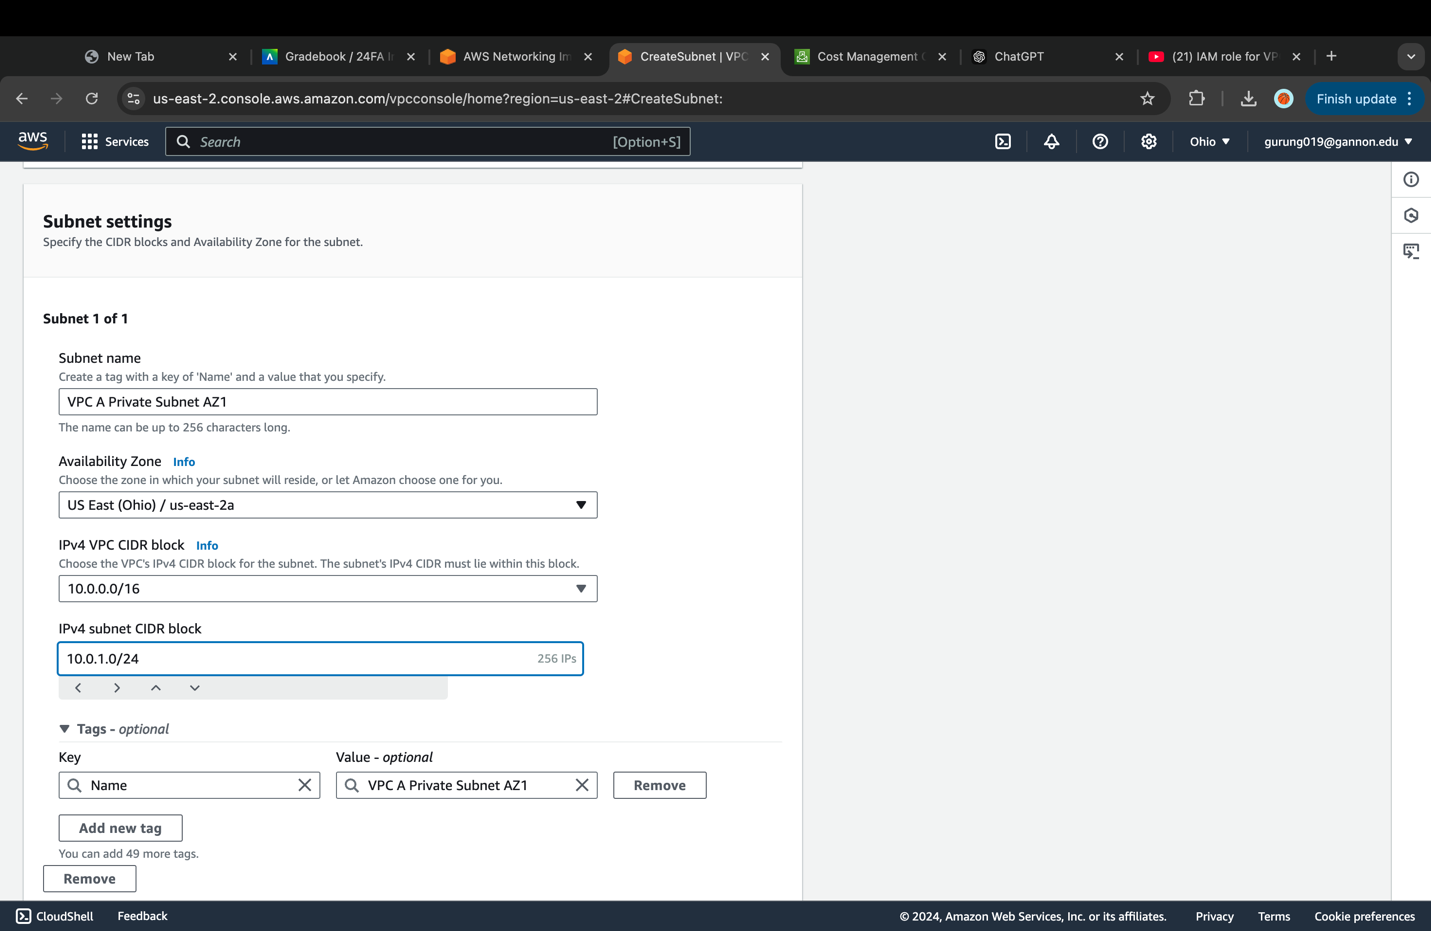 New Tab
Gradebook / 24FA I
AWS Networking Im
CreateSubnet | VPC
Cost Management
ChatGPT
(21) IAM role for VP
us-east-2.console.aws.amazon.com/vpcconsole/home?region=us-east-2#CreateSubnet:
Finish update
aws
Services
Search
[Option+S]
Ohio
gurung019@gannon.edu
Subnet settings
Specify the CIDR blocks and Availability Zone for the subnet.
Subnet 1 of 1
Subnet name
Create a tag with a key of 'Name' and a value that you specify.
VPC A Private Subnet AZ1
The name can be up to 256 characters long.
Availability Zone Info
Choose the zone in which your subnet will reside, or let Amazon choose one for you.
US East (Ohio) / us-east-2a
IPv4 VPC CIDR block Info
Choose the VPC's IPv4 CIDR block for the subnet. The subnet's IPv4 CIDR must lie within this block.
10.0.0.0/16
IPv4 subnet CIDR block
10.0.1.0/24
256 IPs
Tags - optional
Key
Value - optional
Name
VPC A Private Subnet AZ1
Remove
Add new tag
You can add 49 more tags.
Remove
CloudShell
Feedback
© 2024, Amazon Web Services, Inc. or its affiliates.
Privacy
Terms
Cookie preferences